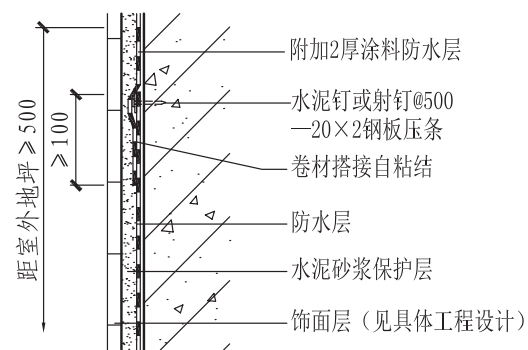 附加2厚涂料防水层
水泥钉或射钉@500
—20×2钢板压条
卷材搭接自粘结
防水层
水泥砂浆保护层
饰面层（见具体工程设计）
距室外地坪≥500
≥100